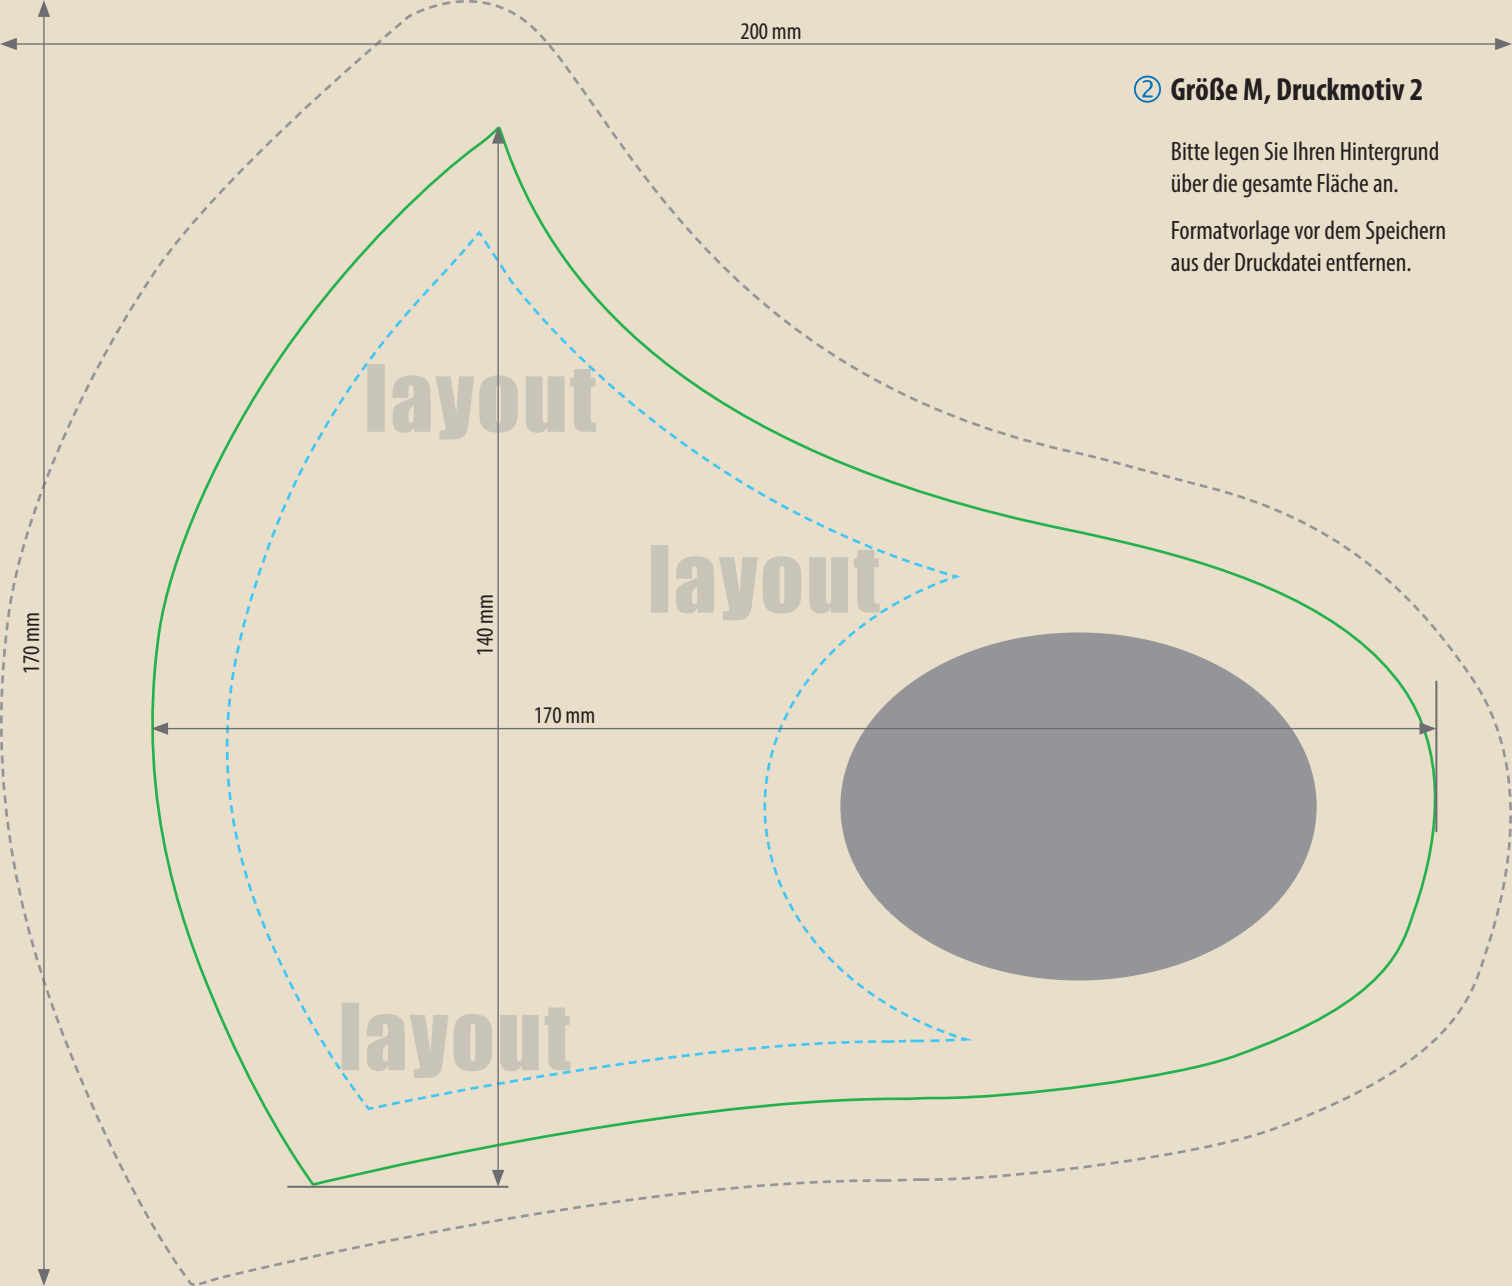 200 mm
② Größe M, Druckmotiv 2
Bitte legen Sie Ihren Hintergrund
über die gesamte Fläche an.
Formatvorlage vor dem Speichern
aus der Druckdatei entfernen.
layout
layout
140 mm
170 mm
170 mm
layout